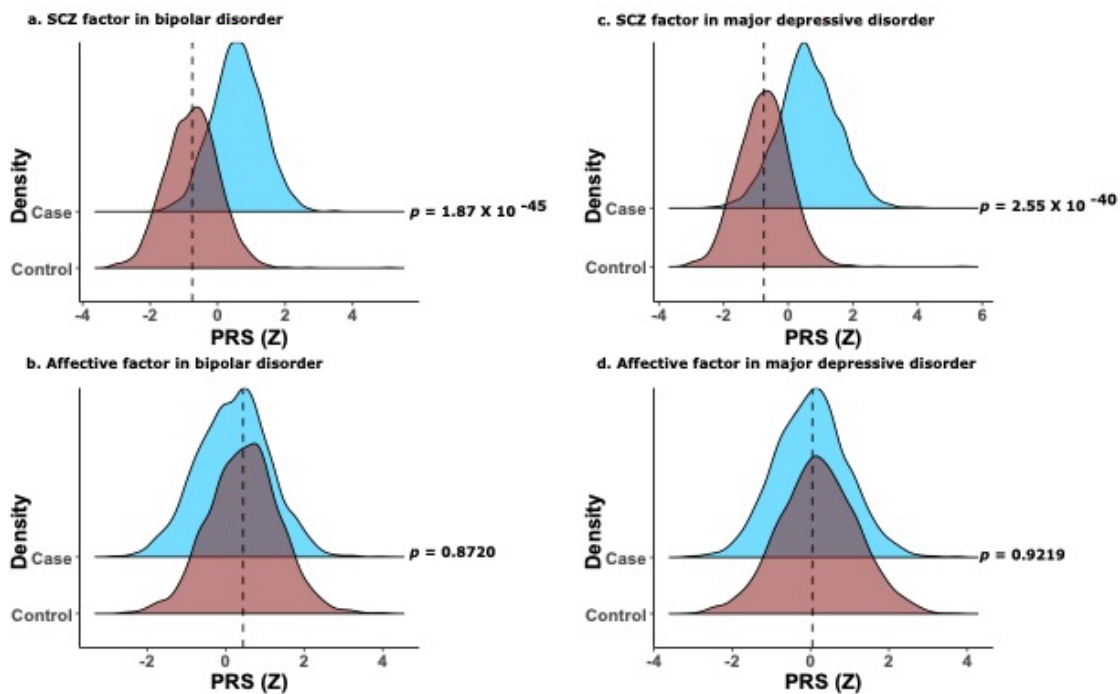 a. SCZ factor in bipolar disorder
Density
Case
Control
p = 1.87 X 10 -45
-4 -2 0 2 4
PRS (Z)
b. Affective factor in bipolar disorder
Density
Case
Control
p = 0.8720
-2 0 2 4
PRS (Z)
c. SCZ factor in major depressive disorder
Density
Case
Control
p = 2.55 X 10 -40
-4 -2 0 2 4 6
PRS (Z)
d. Affective factor in major depressive disorder
Density
Case
Control
p = 0.9219
-4 -2 0 2 4
PRS (Z)